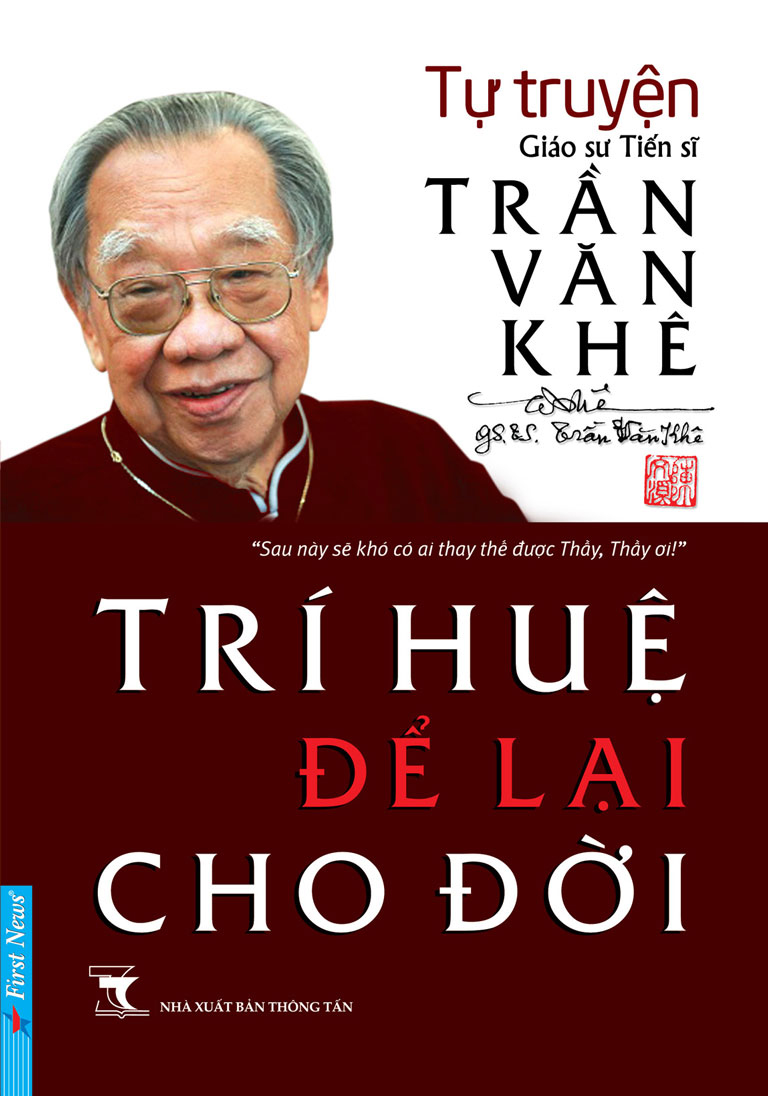 Tự truyện
Giáo sư Tiến sĩ
TRẦN
VĂN
KHÊ
GS.TS. Trần Văn Khê
“Sau này sẽ khó có ai thay thế được Thầy, Thầy ơi!”
TRÍ HUỆ
ĐỂ LẠI
CHO ĐỜI
First News®
NHÀ XUẤT BẢN THÔNG TẤN